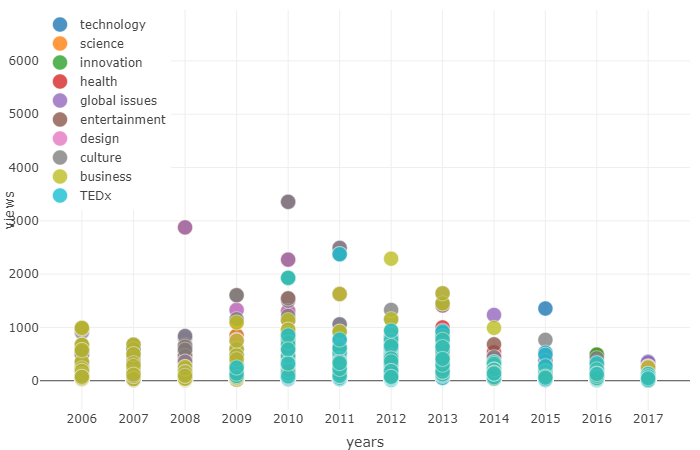 technology
science
innovation
health
global issues
entertainment
design
culture
business
TEDx
views
6000
5000
4000
3000
2000
1000
0
2006 2007 2008 2009 2010 2011 2012 2013 2014 2015 2016 2017
years